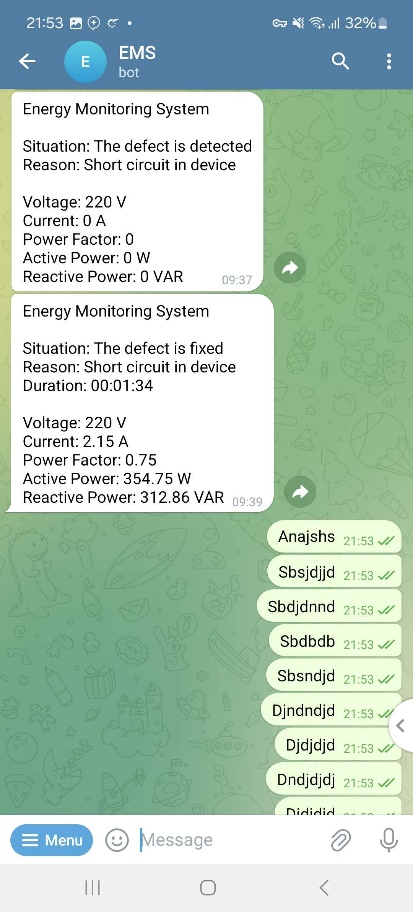 21:53
32%
E
EMS
bot
Energy Monitoring System
Situation: The defect is detected
Reason: Short circuit in device
Voltage: 220 V
Current: 0 A
Power Factor: 0
Active Power: 0 W
Reactive Power: 0 VAR 09:37
Energy Monitoring System
Situation: The defect is fixed
Reason: Short circuit in device
Duration: 00:01:34
Voltage: 220 V
Current: 2.15 A
Power Factor: 0.75
Active Power: 354.75 W
Reactive Power: 312.86 VAR 09:39
Anajshs 21:53
Sbsjdjjd 21:53
Sbdjdnnd 21:53
Sbdbdb 21:53
Sbsndjd 21:53
Djndndjd 21:53
Djdjdjd 21:53
Dndjdjdj 21:53
Menu
Message